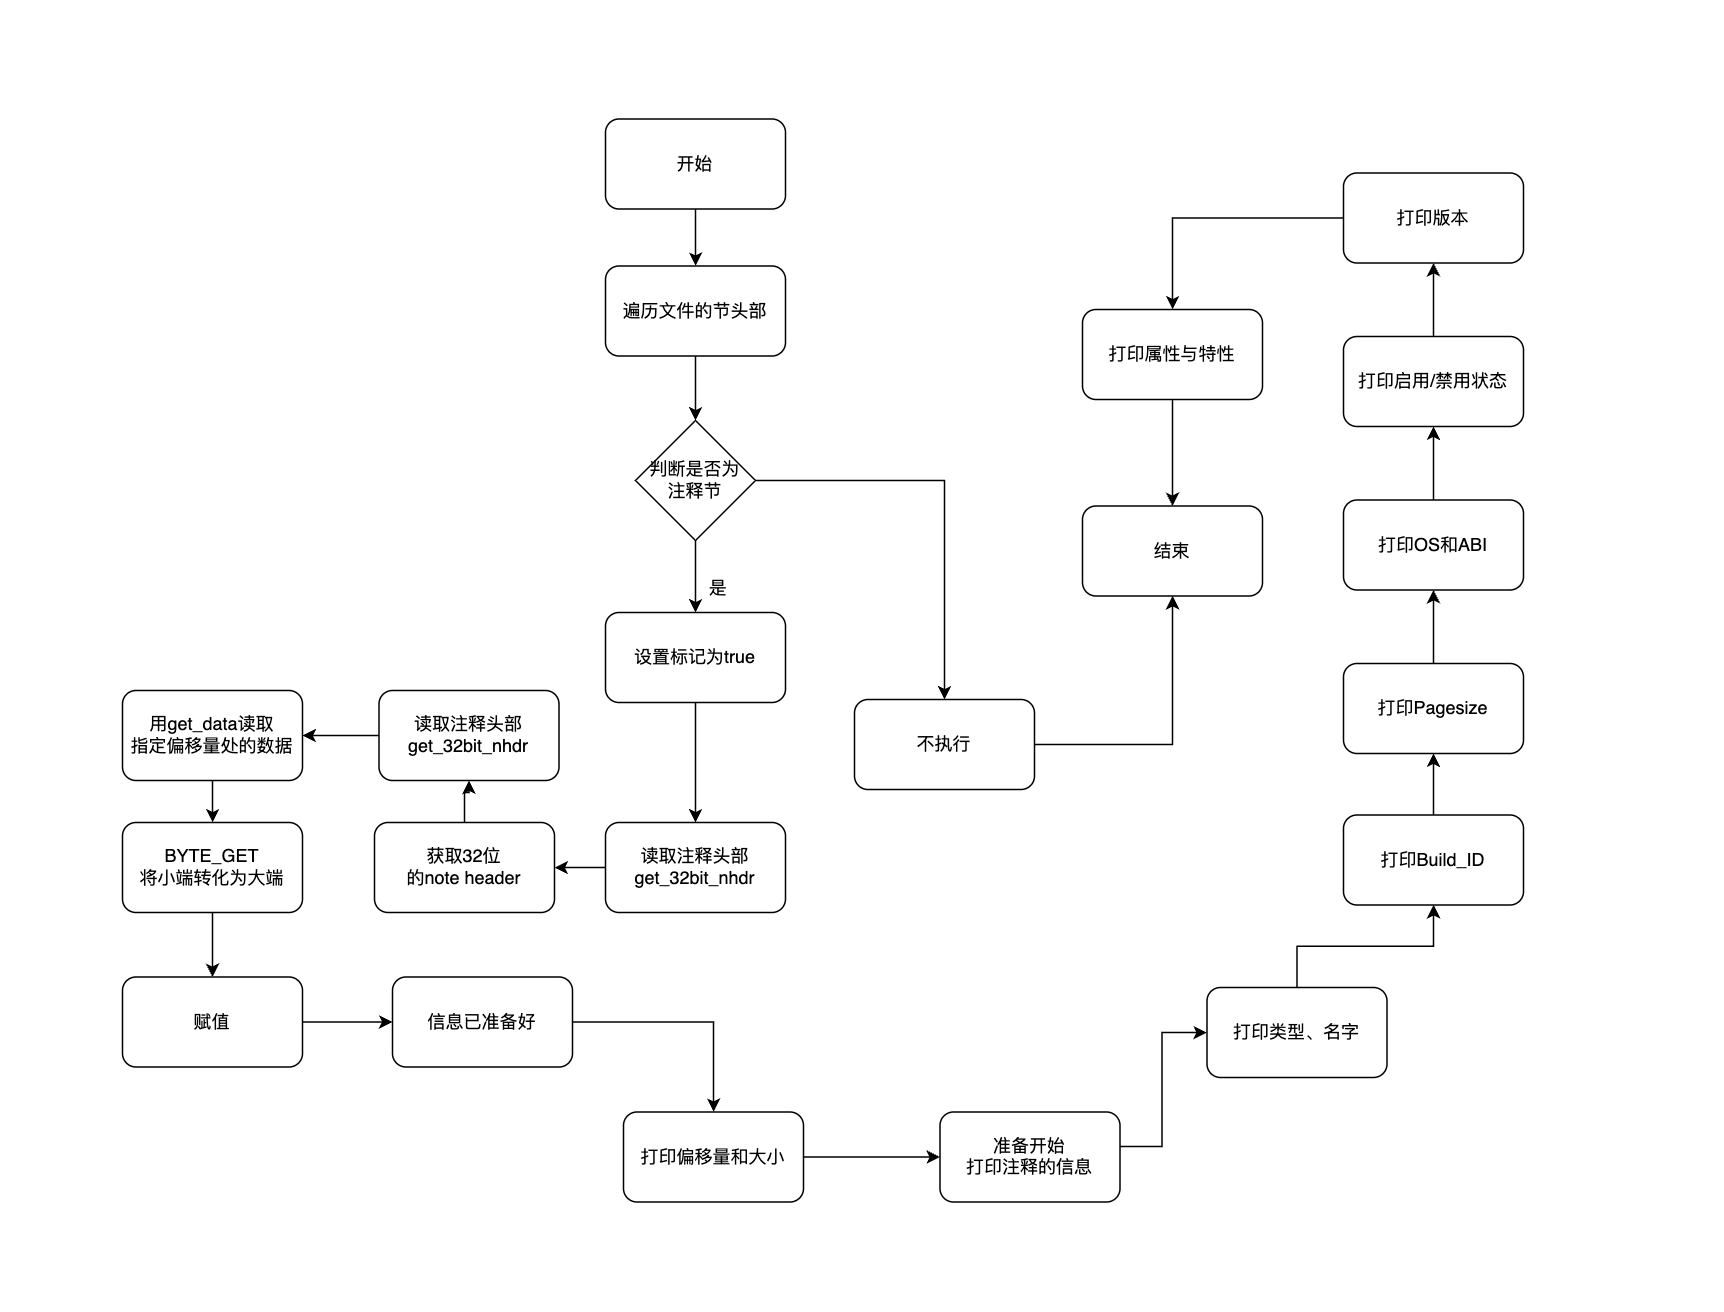 开始
遍历文件的节头部
判断是否为
注释节
是
设置标记为true
读取注释头部
get_32bit_nhdr
获取32位
的note header
读取注释头部
get_32bit_nhdr
用get_data读取
指定偏移量处的数据
BYTE_GET
将小端转化为大端
赋值
信息已准备好
打印偏移量和大小
准备开始
打印注释的信息
打印类型、名字
打印Build_ID
打印Pagesize
打印OS和ABI
打印启用/禁用状态
打印版本
打印属性与特性
结束
不执行